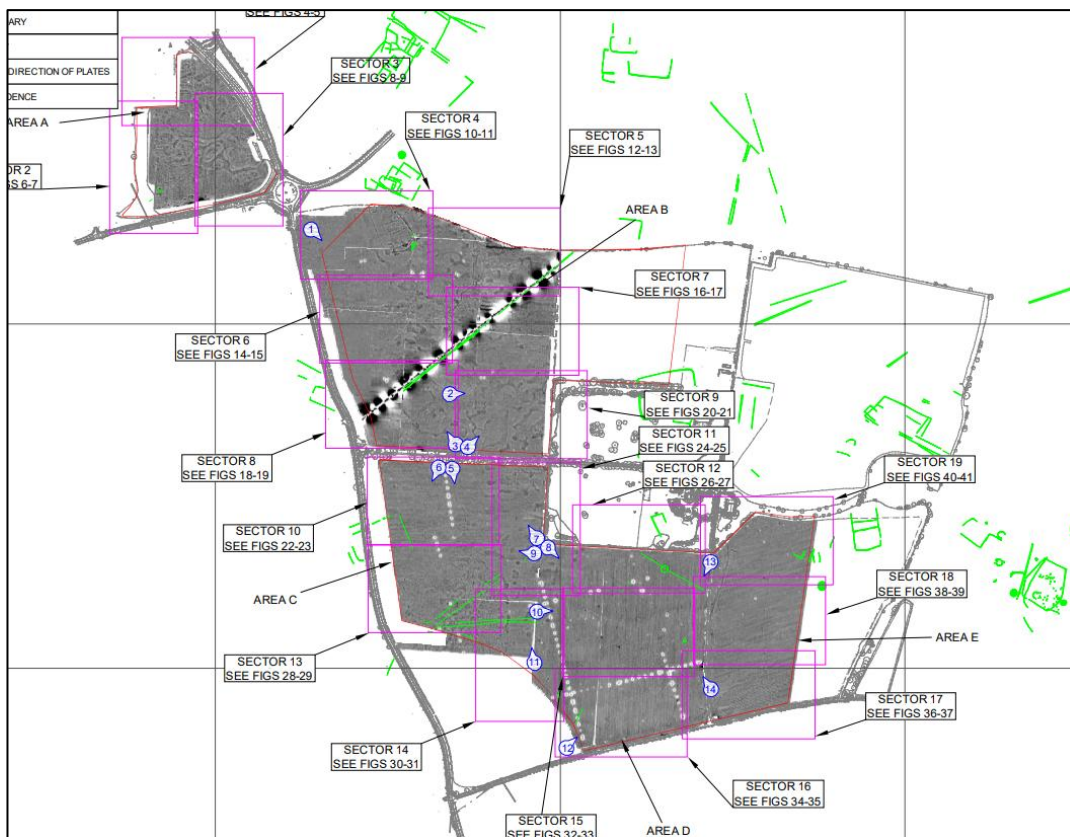 ARY
DIRECTION OF PLATES
DENCE
SEE FIGS 4-5
AREA A
SECTOR 3
SEE FIGS 8-9
SECTOR 4
SEE FIGS 10-11
SECTOR 5
SEE FIGS 12-13
OR 2
GS 6-7
AREA B
1
SECTOR 7
SEE FIGS 16-17
SECTOR 6
SEE FIGS 14-15
2
SECTOR 9
SEE FIGS 20-21
3
4
SECTOR 11
SEE FIGS 24-25
SECTOR 8
SEE FIGS 18-19
6
5
SECTOR 12
SEE FIGS 26-27
SECTOR 19
SEE FIGS 40-41
SECTOR 10
SEE FIGS 22-23
7
8
9
13
SECTOR 18
SEE FIGS 38-39
AREA C
10
AREA E
SECTOR 13
SEE FIGS 28-29
11
14
SECTOR 17
SEE FIGS 36-37
SECTOR 14
SEE FIGS 30-31
12
SECTOR 16
SEE FIGS 34-35
SECTOR 15
SEE FIGS 32-33
AREA D